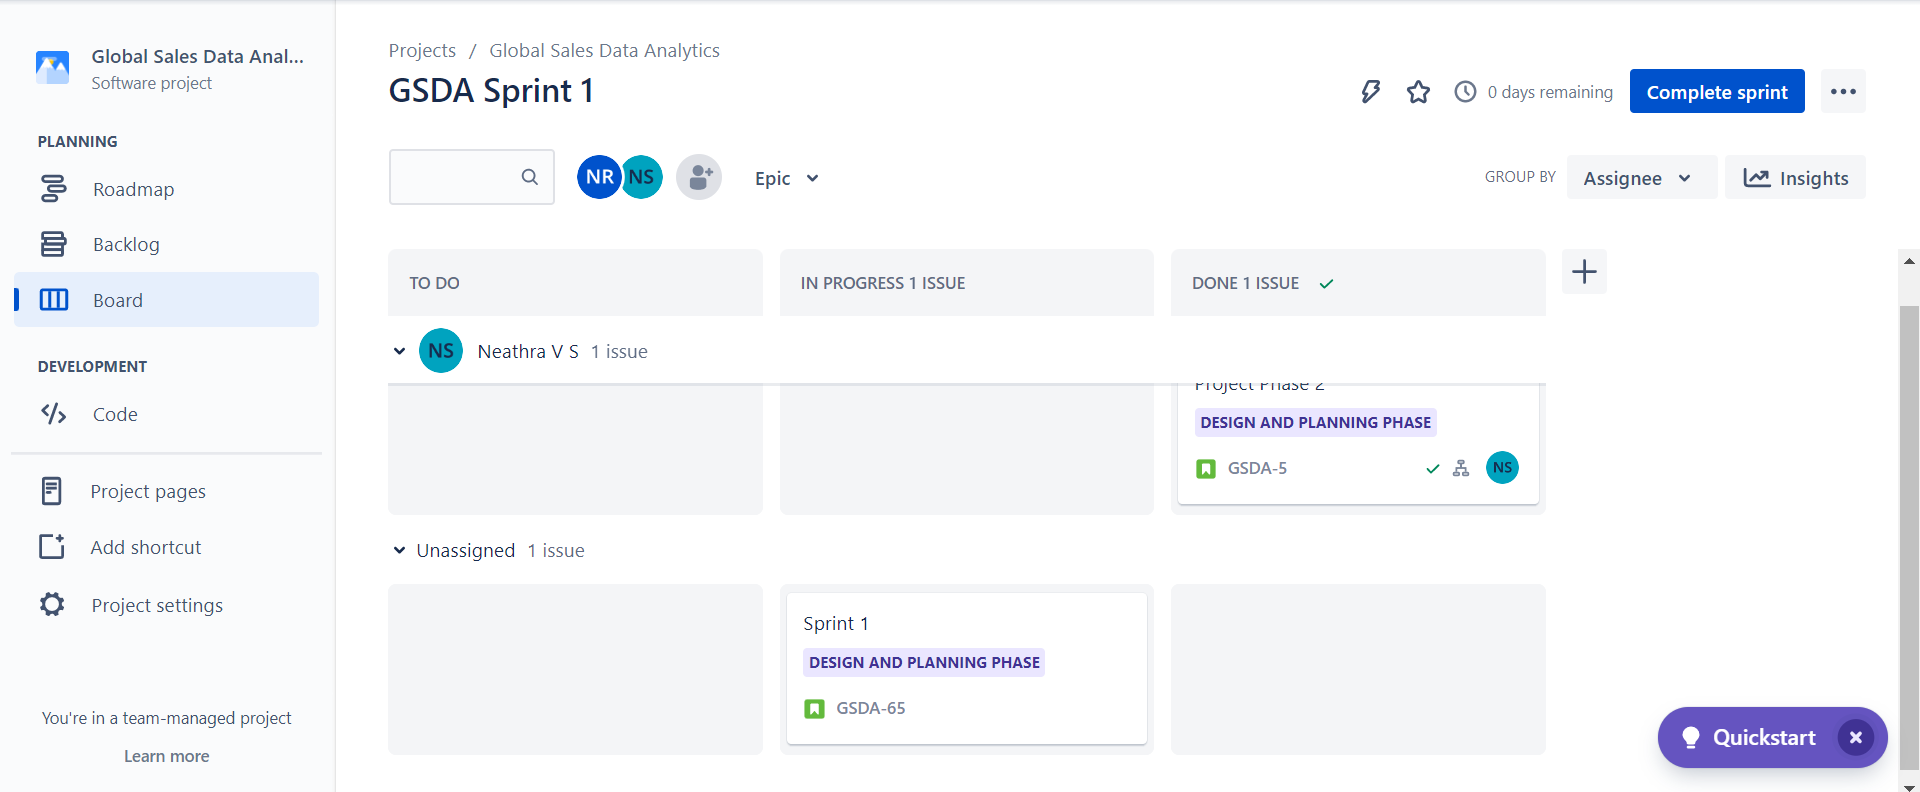 Global Sales Data Anal...
Software project
PLANNING
Roadmap
Backlog
Board
DEVELOPMENT
Code
Project pages
Add shortcut
Project settings
You're in a team-managed project
Learn more
Projects / Global Sales Data Analytics
GSDA Sprint 1
0 days remaining
Complete sprint
NR NS
Epic
GROUP BY
Assignee
Insights
TO DO
IN PROGRESS 1 ISSUE
DONE 1 ISSUE
NS Neathra V S 1 issue
Project Phase 2
DESIGN AND PLANNING PHASE
GSDA-5
NS
Unassigned 1 issue
Sprint 1
DESIGN AND PLANNING PHASE
GSDA-65
Quickstart